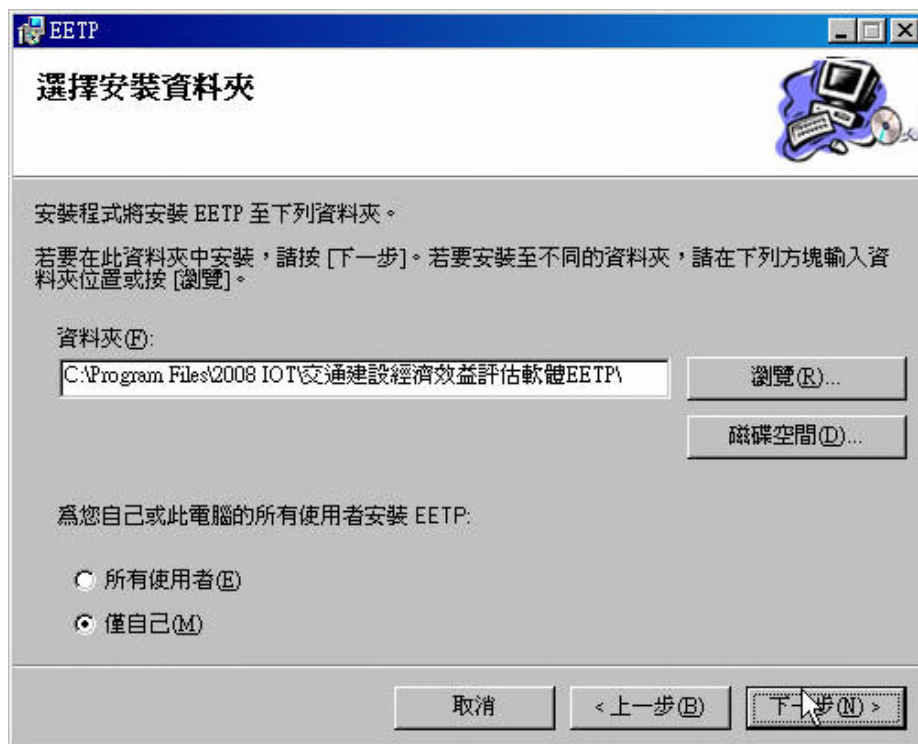 EETP
選擇安裝資料夾
安裝程式將安裝 EETP 至下列資料夾。
若要在此資料夾中安裝，請按 [下一步]。若要安裝至不同的資料夾，請在下列方塊輸入資
料夾位置或按 [瀏覽]。
資料夾(F):
C:\Program Files\2008 IOT\交通建設經濟效益評估軟體EETP\
瀏覽(R)...
磁碟空間(D)...
為您自己或此電腦的所有使用者安裝 EETP:
所有使用者(E)
僅自己(M)
取消
<上一步(B)
下一步(N) >